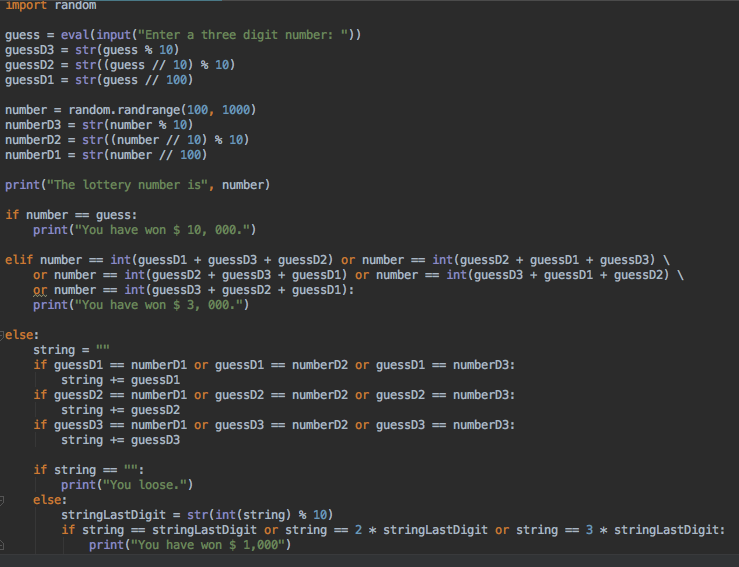 import random
guess = eval(input("Enter a three digit number: "))
guessD3 = str(guess % 10)
guessD2 = str((guess // 10) % 10)
guessD1 = str(guess // 100)
number = random.randrange(100, 1000)
numberD3 = str(number % 10)
numberD2 = str((number // 10) % 10)
numberD1 = str(number // 100)
print("The lottery number is", number)
if number == guess:
    print("You have won $ 10, 000.")
elif number == int(guessD1 + guessD3 + guessD2) or number == int(guessD2 + guessD1 + guessD3) \
    or number == int(guessD2 + guessD3 + guessD1) or number == int(guessD3 + guessD1 + guessD2) \
    or number == int(guessD3 + guessD2 + guessD1):
    print("You have won $ 3, 000.")
else:
    string = ""
    if guessD1 == numberD1 or guessD1 == numberD2 or guessD1 == numberD3:
        string += guessD1
    if guessD2 == numberD1 or guessD2 == numberD2 or guessD2 == numberD3:
        string += guessD2
    if guessD3 == numberD1 or guessD3 == numberD2 or guessD3 == numberD3:
        string += guessD3
    if string == "":
        print("You loose.")
    else:
        stringLastDigit = str(int(string) % 10)
        if string == stringLastDigit or string == 2 * stringLastDigit or string == 3 * stringLastDigit:
            print("You have won $ 1,000")